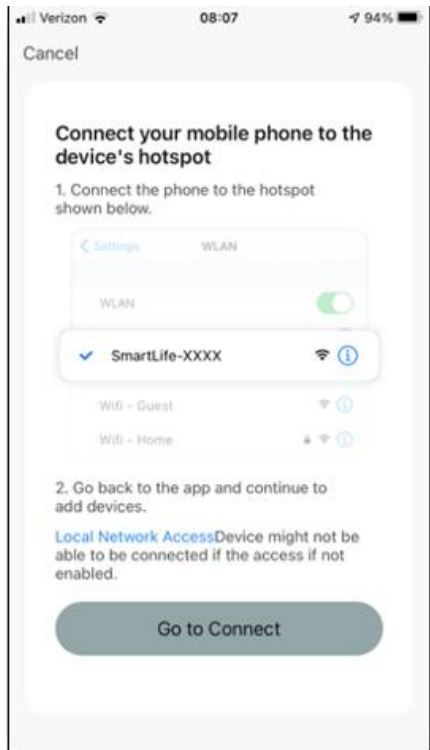 Verizon 08:07 94%
Cancel
Connect your mobile phone to the
device's hotspot
1. Connect the phone to the hotspot
shown below.
Settings WLAN
WLAN
SmartLife-XXXX
Wifi - Guest
Wifi - Home
2. Go back to the app and continue to
add devices.
Local Network AccessDevice might not be
able to be connected if the access if not
enabled.
Go to Connect